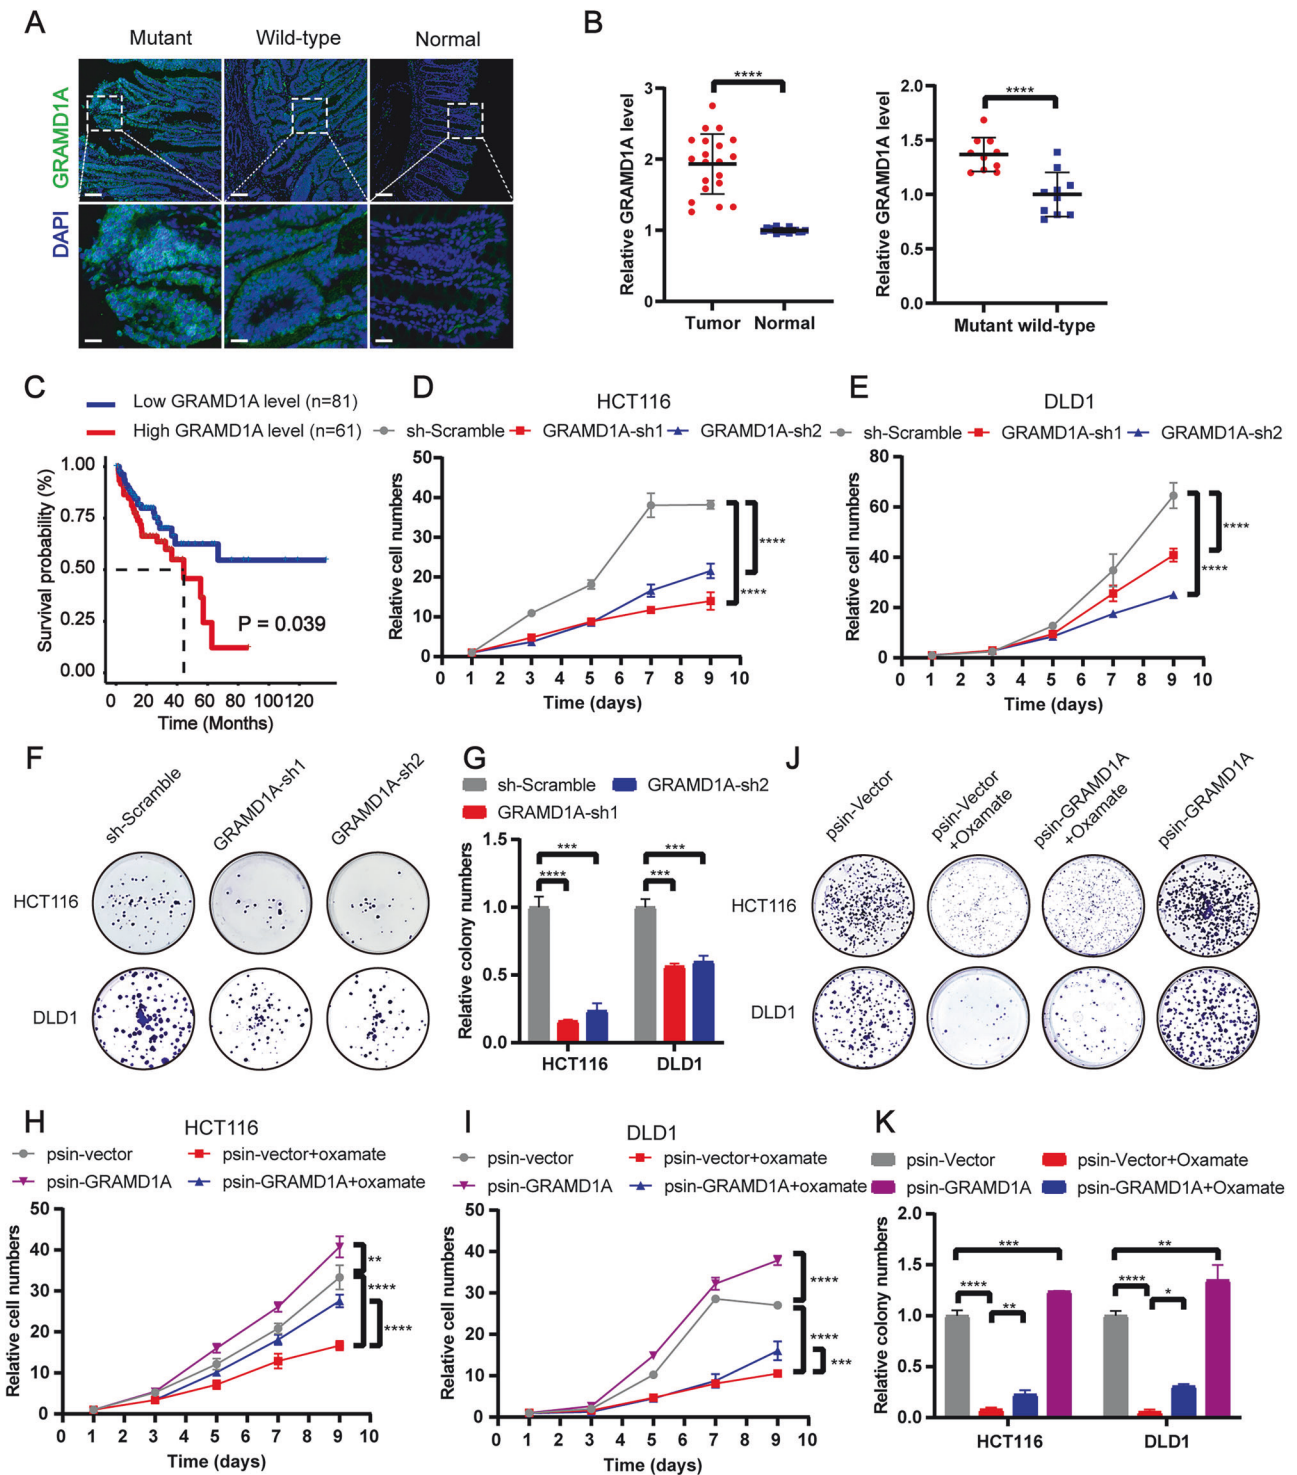 A
Mutant Wild-type Normal
GRAMD1A
DAPI
B
Relative GRAMD1A level
3
2
1
0
****
Tumor Normal
Relative GRAMD1A level
2.0
1.5
1.0
0.5
0.0
****
Mutant wild-type
C
Low GRAMD1A level (n=81)
High GRAMD1A level (n=61)
Survival probability (%)
1.00
0.75
0.50
0.25
0.00
P = 0.039
0 20 40 60 80 100120
Time (Months)
D
HCT116
sh-Scramble GRAMD1A-sh1 GRAMD1A-sh2
Relative cell numbers
50
40
30
20
10
0
****
****
0 1 2 3 4 5 6 7 8 9 10
Time (days)
E
DLD1
sh-Scramble GRAMD1A-sh1 GRAMD1A-sh2
Relative cell numbers
80
60
40
20
0
****
****
0 1 2 3 4 5 6 7 8 9 10
Time (days)
F
sh-Scramble
GRAMD1A-sh1
GRAMD1A-sh2
HCT116
DLD1
G
sh-Scramble GRAMD1A-sh2
GRAMD1A-sh1
Relative colony numbers
1.5
1.0
0.5
0.0
***
****
***
***
HCT116 DLD1
J
psin-Vector
psin-Vector
+Oxamate
psin-GRAMD1A
+Oxamate
psin-GRAMD1A
HCT116
DLD1
H
HCT116
psin-vector psin-vector+oxamate
psin-GRAMD1A psin-GRAMD1A+oxamate
Relative cell numbers
50
40
30
20
10
0
**
****
****
0 1 2 3 4 5 6 7 8 9 10
Time (days)
I
DLD1
psin-vector psin-vector+oxamate
psin-GRAMD1A psin-GRAMD1A+oxamate
Relative cell numbers
50
40
30
20
10
0
****
****
***
0 1 2 3 4 5 6 7 8 9 10
Time (days)
K
psin-Vector psin-Vector+Oxamate
psin-GRAMD1A psin-GRAMD1A+Oxamate
Relative colony numbers
2.0
1.5
1.0
0.5
0.0
***
****
**
**
****
*
HCT116 DLD1